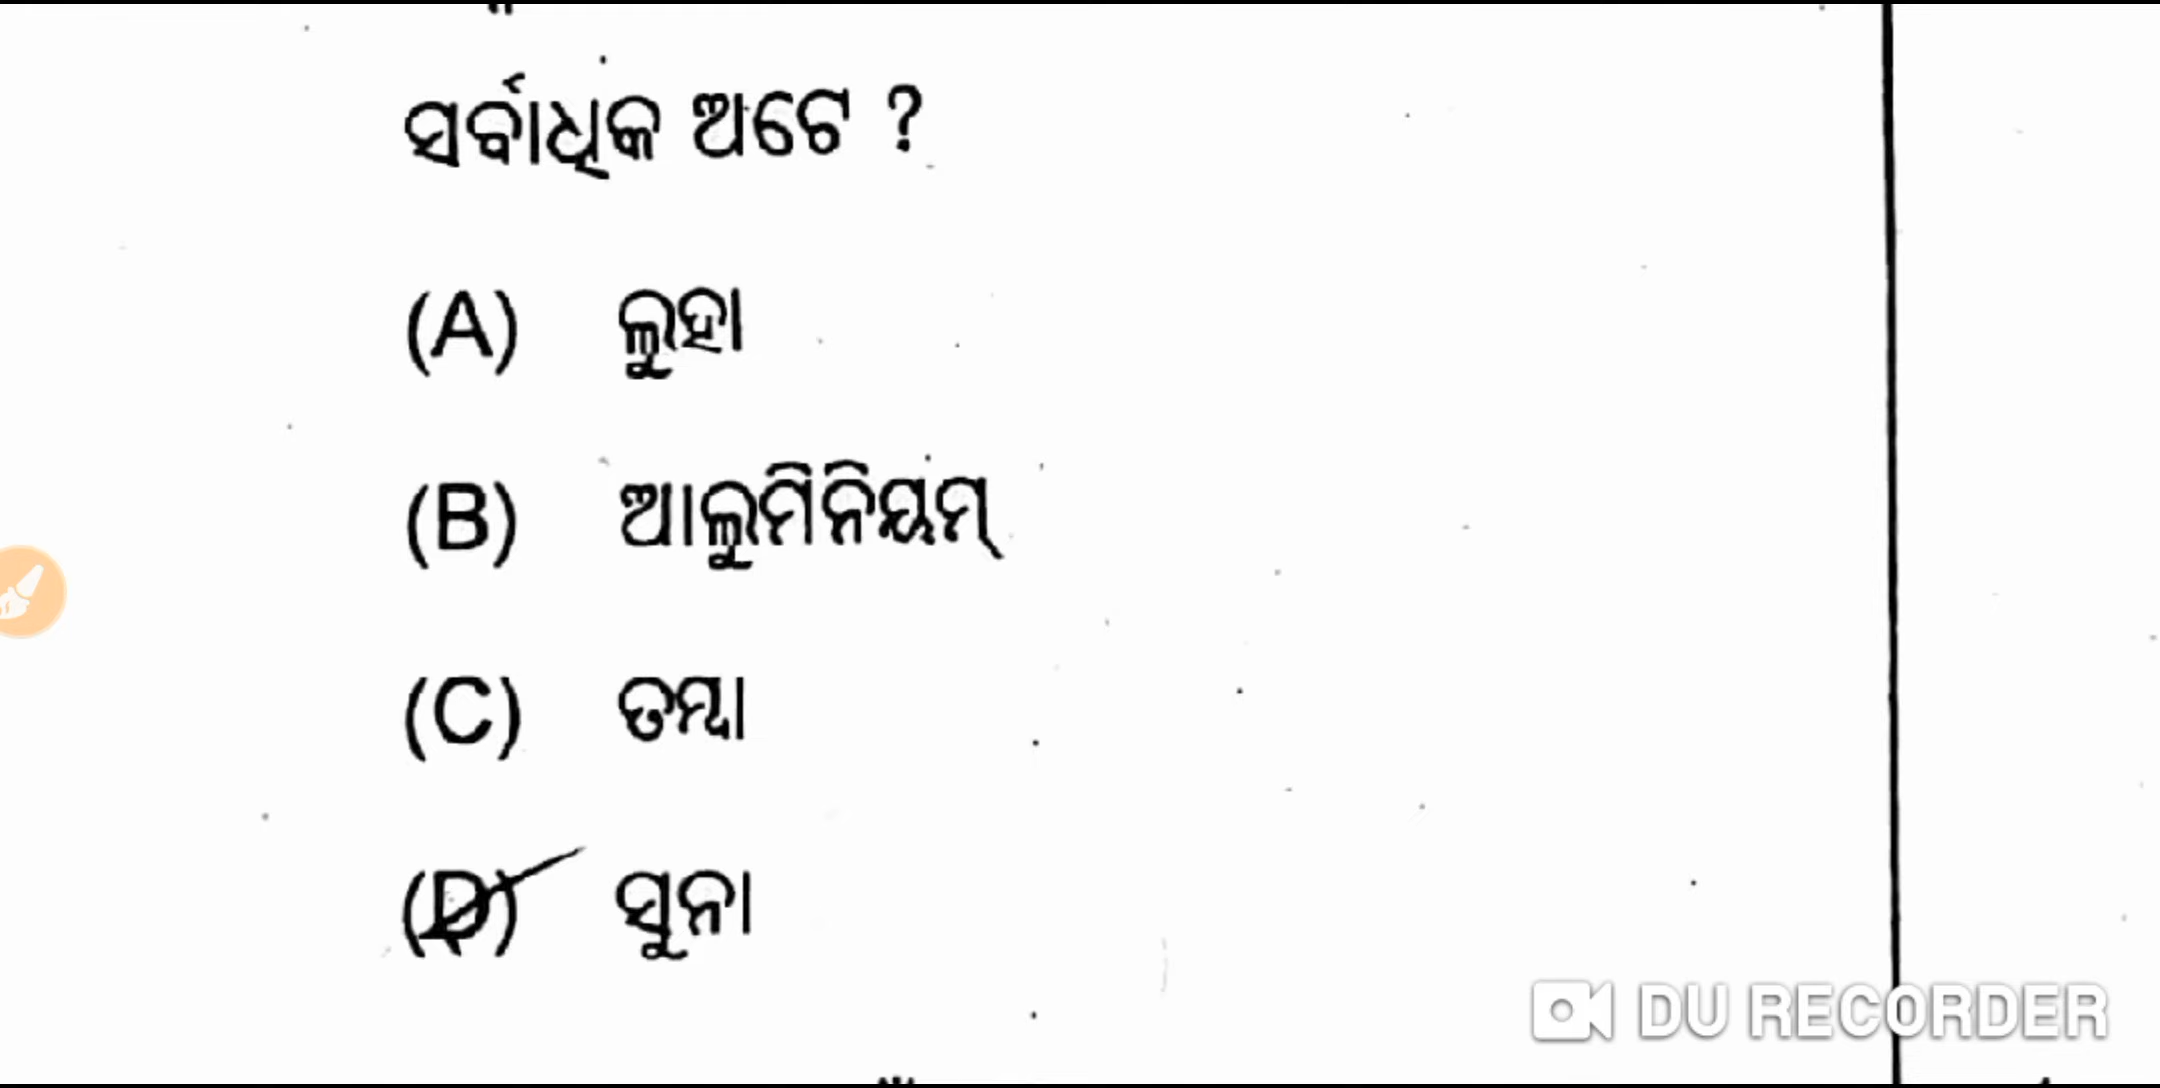 ସର୍ବାଧିକ ଅଟେ ?
(A) ଲୁହା
(B) ଆଲୁମିନିୟମ୍
(C) ତମ୍ବା
(D) ସୁନା
DU RECORDER